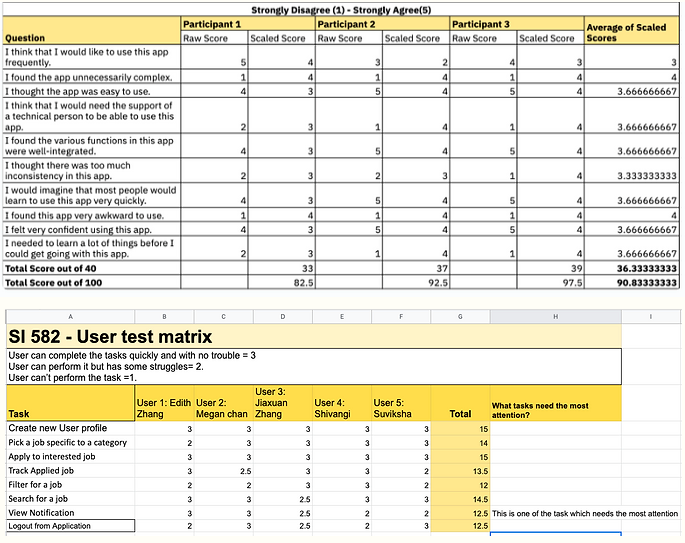 Strongly Disagree (1) - Strongly Agree(5)
Participant 1 Participant 2 Participant 3 Average of Scaled Scores
Question Raw Score Scaled Score Raw Score Scaled Score Raw Score Scaled Score
I think that I would like to use this app
frequently. 5 4 3 2 4 3 3
I found the app unnecessarily complex. 1 4 1 4 1 4 4
I thought the app was easy to use. 4 3 5 4 5 4 3.666666667
I think that I would need the support of
a technical person to be able to use this
app. 2 3 1 4 1 4 3.666666667
I found the various functions in this app
were well-integrated. 4 3 5 4 5 4 3.666666667
I thought there was too much
inconsistency in this app. 2 3 2 3 1 4 3.333333333
I would imagine that most people would
learn to use this app very quickly. 4 3 5 4 5 4 3.666666667
I found this app very awkward to use. 1 4 1 4 1 4 4
I felt very confident using this app. 4 3 5 4 5 4 3.666666667
I needed to learn a lot of things before I
could get going with this app. 2 3 1 4 1 4 3.666666667
Total Score out of 40 33 37 39 36.33333333
Total Score out of 100 82.5 92.5 97.5 90.83333333
A B C D E F G H I
SI 582 - User test matrix
User can complete the tasks quickly and with no trouble = 3
User can perform it but has some struggles= 2.
User can't perform the task =1.
Task User 1: Edith Zhang User 2: Megan chan User 3: Jiaxuan Zhang User 4: Shivangi User 5: Suviksha Total What tasks need the most attention?
Create new User profile 3 3 3 3 3 15
Pick a job specific to a category 2 3 3 3 3 14
Apply to interested job 3 3 3 3 3 15
Track Applied job 3 2.5 3 3 2 13.5
Filter for a job 2 2 3 3 2 12
Search for a job 3 3 2.5 3 3 14.5
View Notification 3 3 2.5 2 2 12.5 This is one of the task which needs the most attention
Logout from Application 2 3 2.5 2 3 12.5